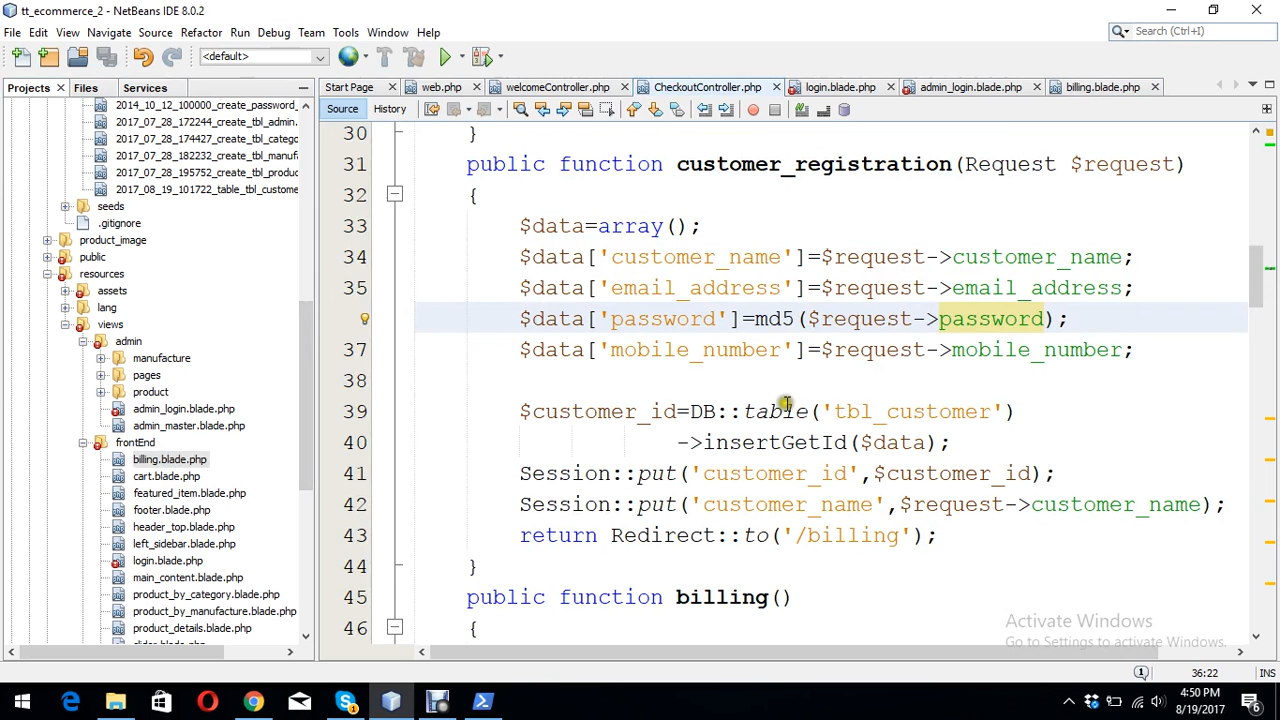 tt_ecommerce_2 - NetBeans IDE 8.0.2
File Edit View Navigate Source Refactor Run Debug Team Tools Window Help
Search (Ctrl+I)
<default>
Projects Files Services
Start Page web.php welcomeController.php CheckoutController.php login.blade.php admin_login.blade.php billing.blade.php
Source History
2014_10_12_100000_create_password_
2017_07_28_172244_create_tbl_admin.
2017_07_28_174427_create_tbl_catego
2017_07_28_182232_create_tbl_manufa
2017_07_28_195752_create_tbl_produc
2017_08_19_101722_table_tbl_custome
seeds
.gitignore
product_image
public
resources
assets
lang
views
admin
manufacture
pages
product
admin_login.blade.php
admin_master.blade.php
frontEnd
billing.blade.php
cart.blade.php
featured_item.blade.php
footer.blade.php
header_top.blade.php
left_sidebar.blade.php
login.blade.php
main_content.blade.php
product_by_category.blade.php
product_by_manufacture.blade.php
product_details.blade.php
30 }
31 public function customer_registration(Request $request)
32 {
33 $data=array();
34 $data['customer_name']=$request->customer_name;
35 $data['email_address']=$request->email_address;
$data['password']=md5($request->password);
37 $data['mobile_number']=$request->mobile_number;
38
39 $customer_id=DB::table('tbl_customer')
40 ->insertGetId($data);
41 Session::put('customer_id',$customer_id);
42 Session::put('customer_name',$request->customer_name);
43 return Redirect::to('/billing');
44 }
45 public function billing()
46 {
Activate Windows
Go to Settings to activate Windows.
1 36:22 INS
4:50 PM
8/19/2017
6